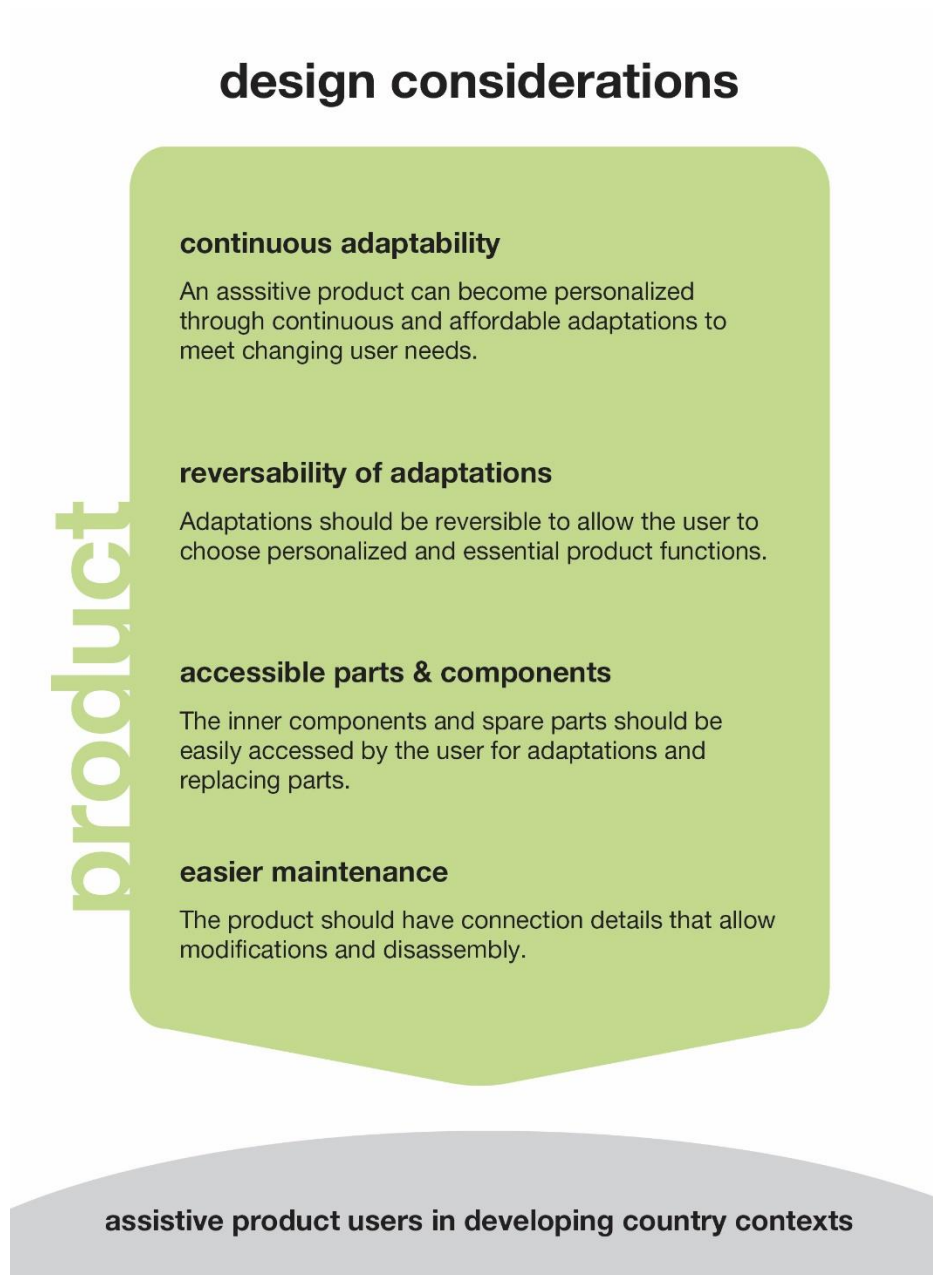 design considerations
continuous adaptability
An asssitive product can become personalized
through continuous and affordable adaptations to
meet changing user needs.
reversability of adaptations
Adaptations should be reversible to allow the user to
choose personalized and essential product functions.
accessible parts & components
The inner components and spare parts should be
easily accessed by the user for adaptations and
replacing parts.
easier maintenance
The product should have connection details that allow
modifications and disassembly.
product
assistive product users in developing country contexts